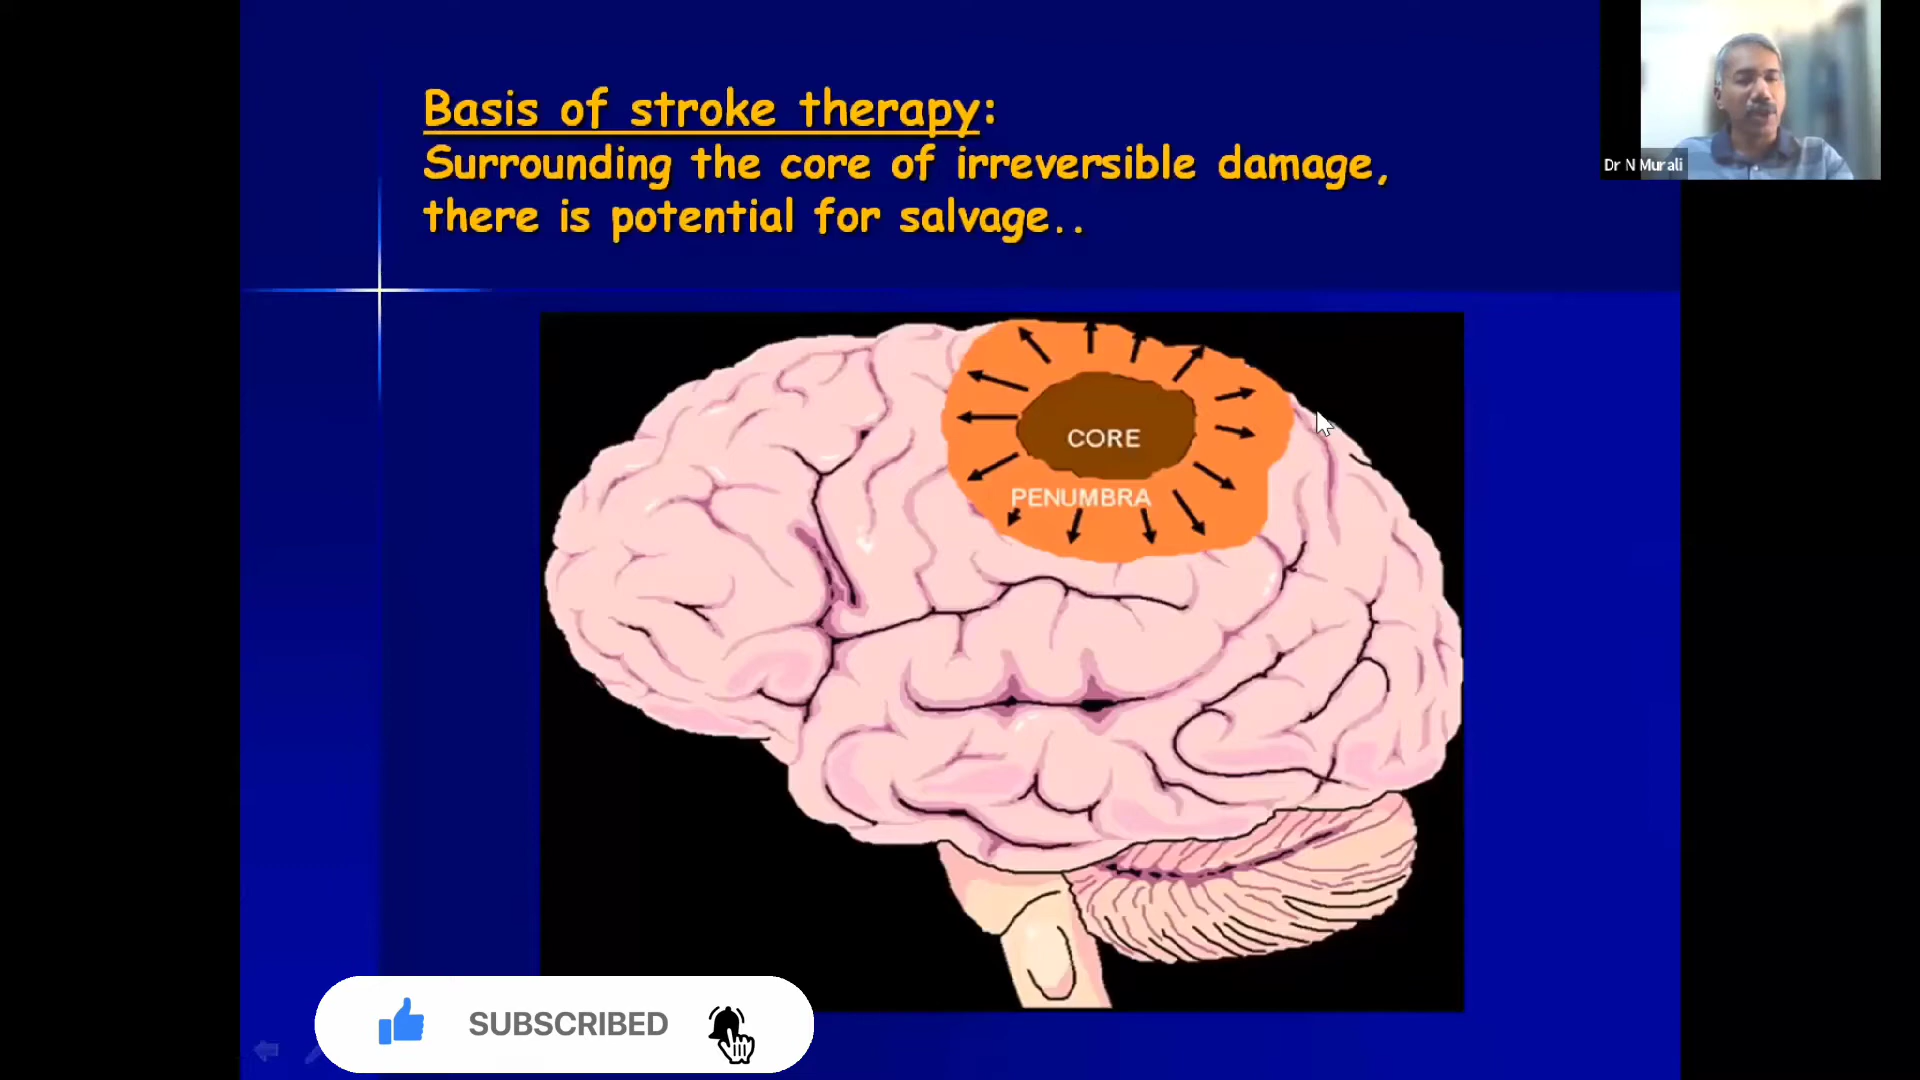 Basis of stroke therapy:
Surrounding the core of irreversible damage,
there is potential for salvage..
Dr N Murali
CORE
PENUMBRA
SUBSCRIBED